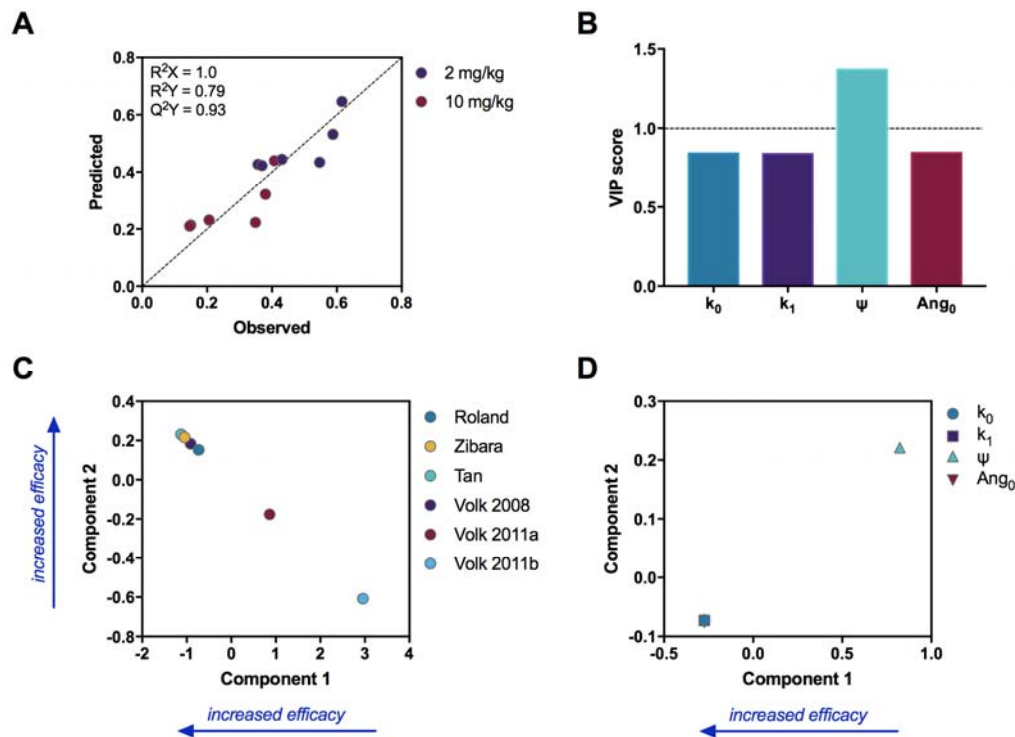 A
R²X = 1.0
R²Y = 0.79
Q²Y = 0.93
2 mg/kg
10 mg/kg
Predicted
0.8
0.6
0.4
0.2
0.0
0.0 0.2 0.4 0.6 0.8
Observed
B
VIP score
1.5
1.0
0.5
0.0
k₀ k₁ ψ Ang₀
C
increased efficacy
Component 2
0.4
0.2
0.0
-0.2
-0.4
-0.6
-0.8
-2 -1 0 1 2 3 4
Component 1
increased efficacy
Roland
Zibara
Tan
Volk 2008
Volk 2011a
Volk 2011b
D
Component 2
0.3
0.2
0.1
0.0
-0.1
-0.5 0.0 0.5 1.0
Component 1
increased efficacy
k₀
k₁
ψ
Ang₀